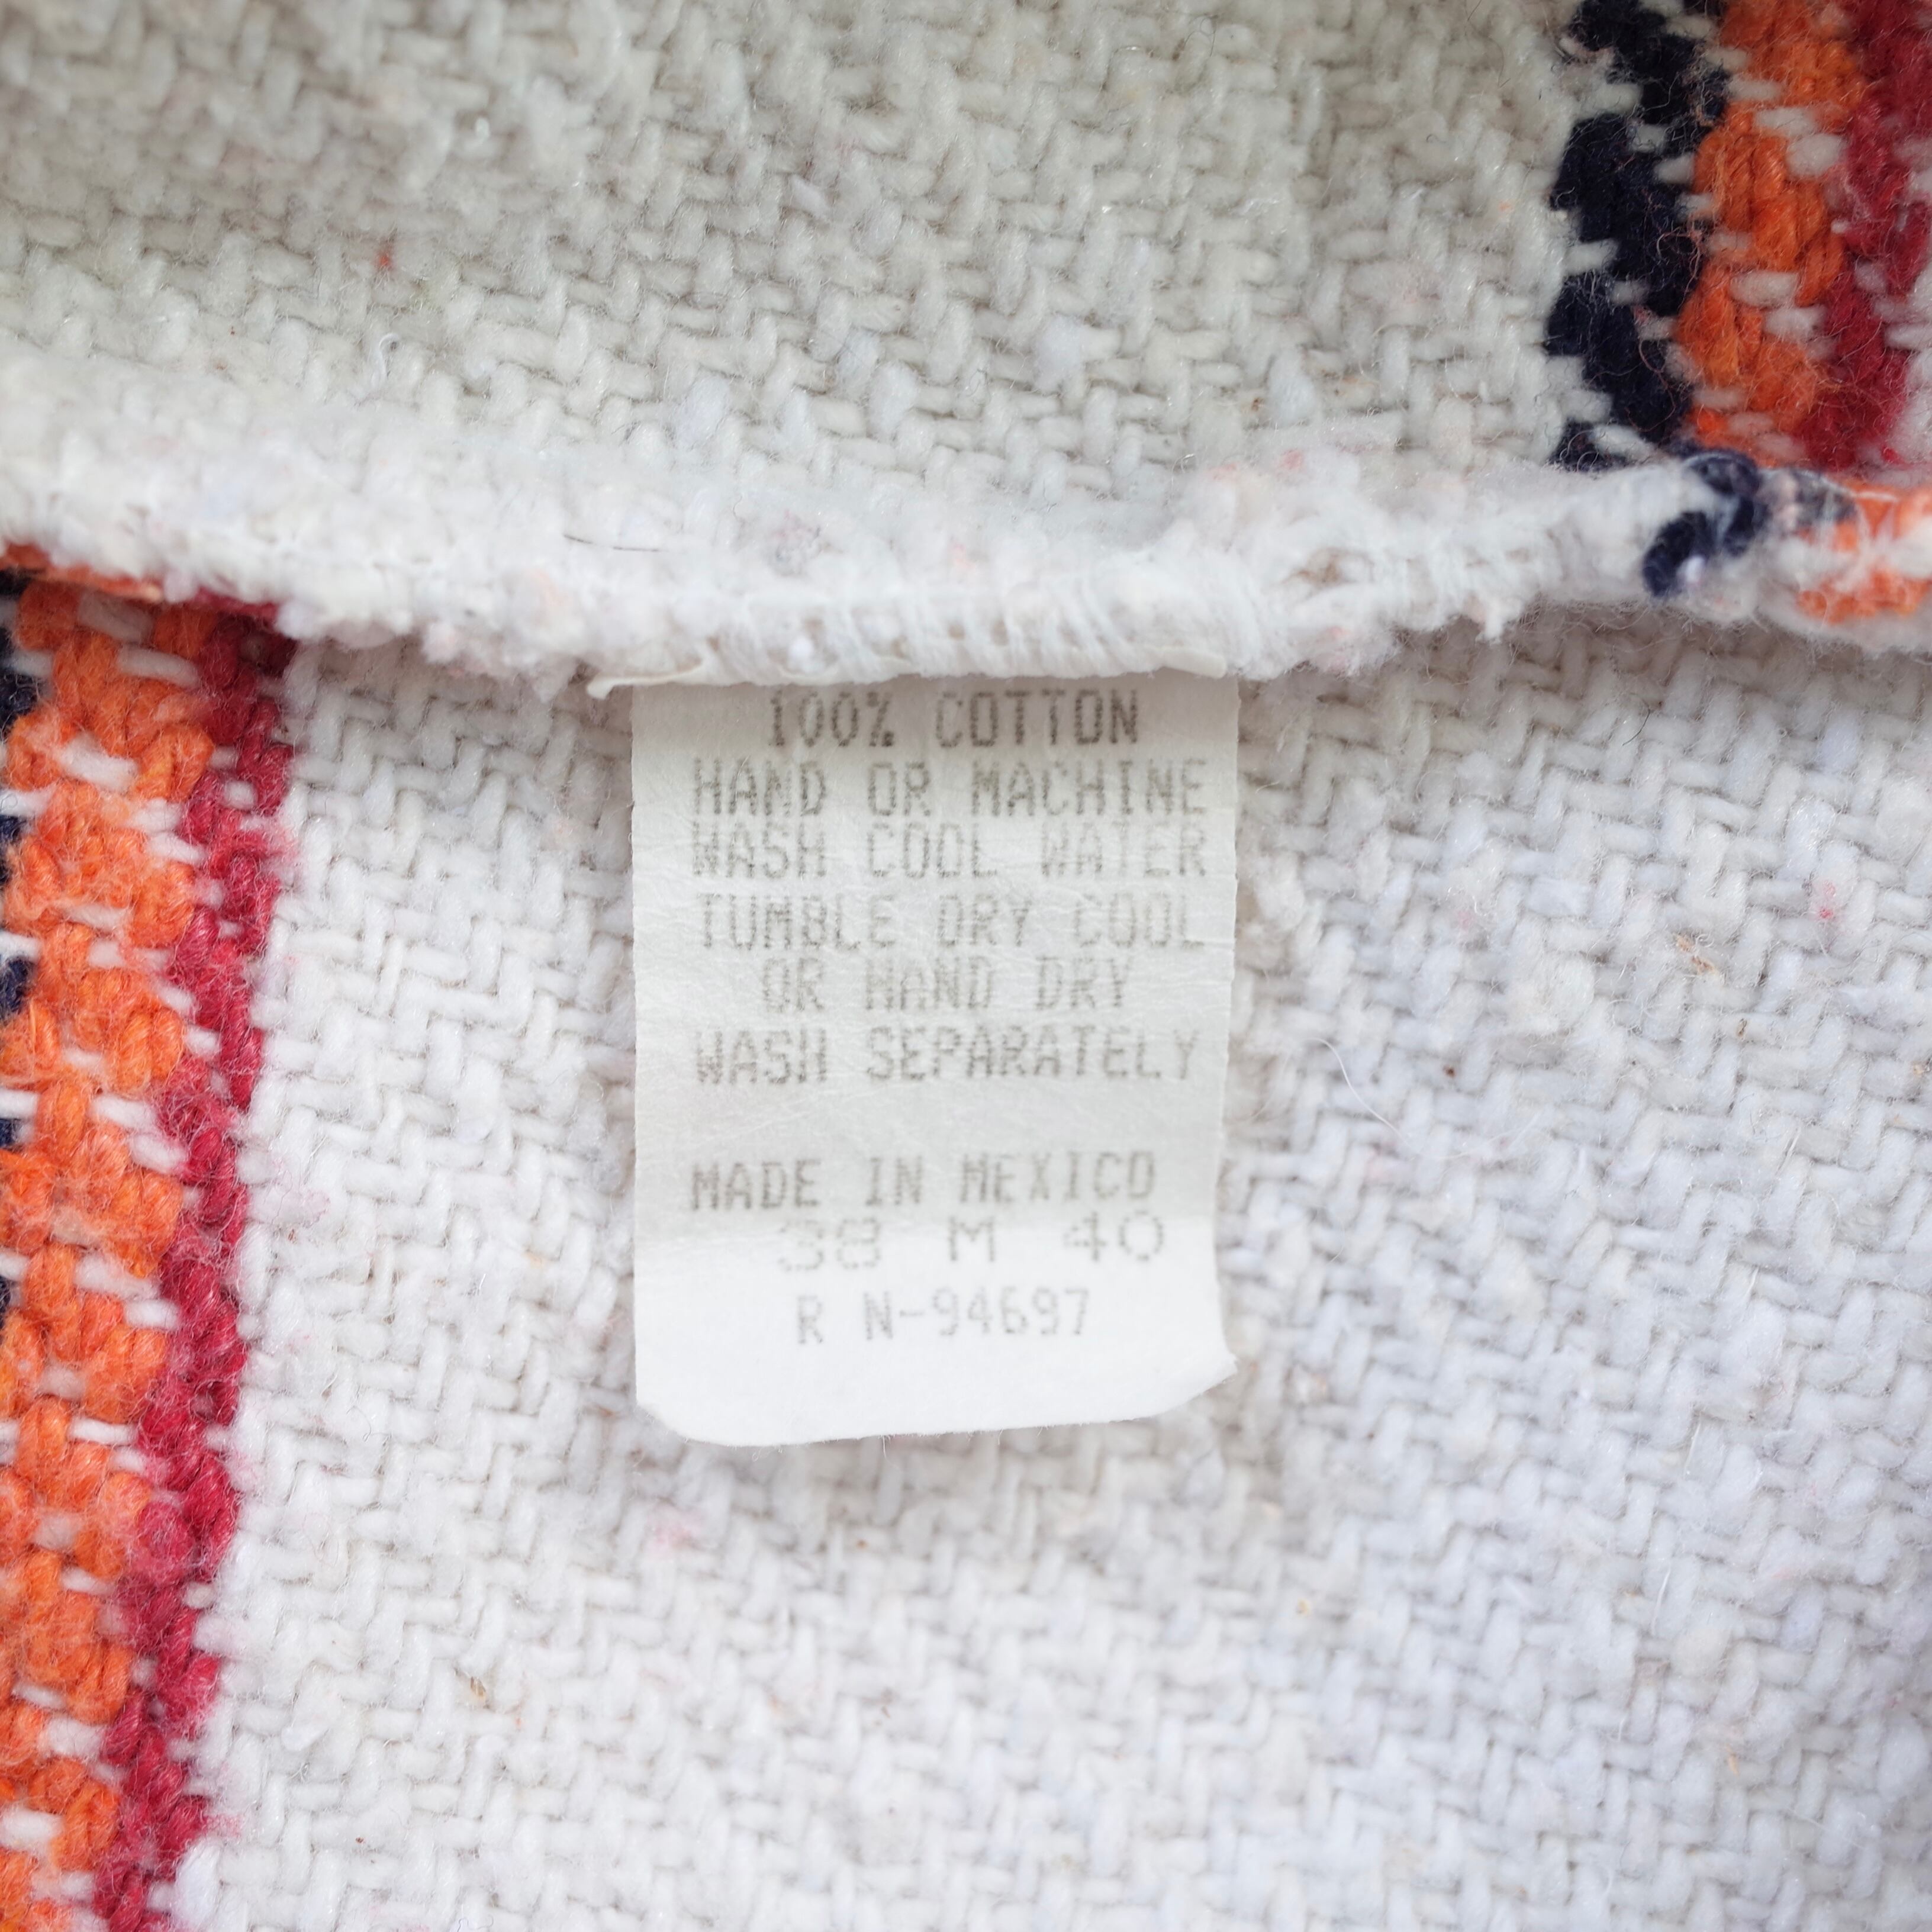 100% COTTON
HAND OR MACHINE
WASH COOL WATER
TUMBLE DRY COOL
OR HAND DRY
WASH SEPARATELY
MADE IN MEXICO
38 M 40
R N-94697